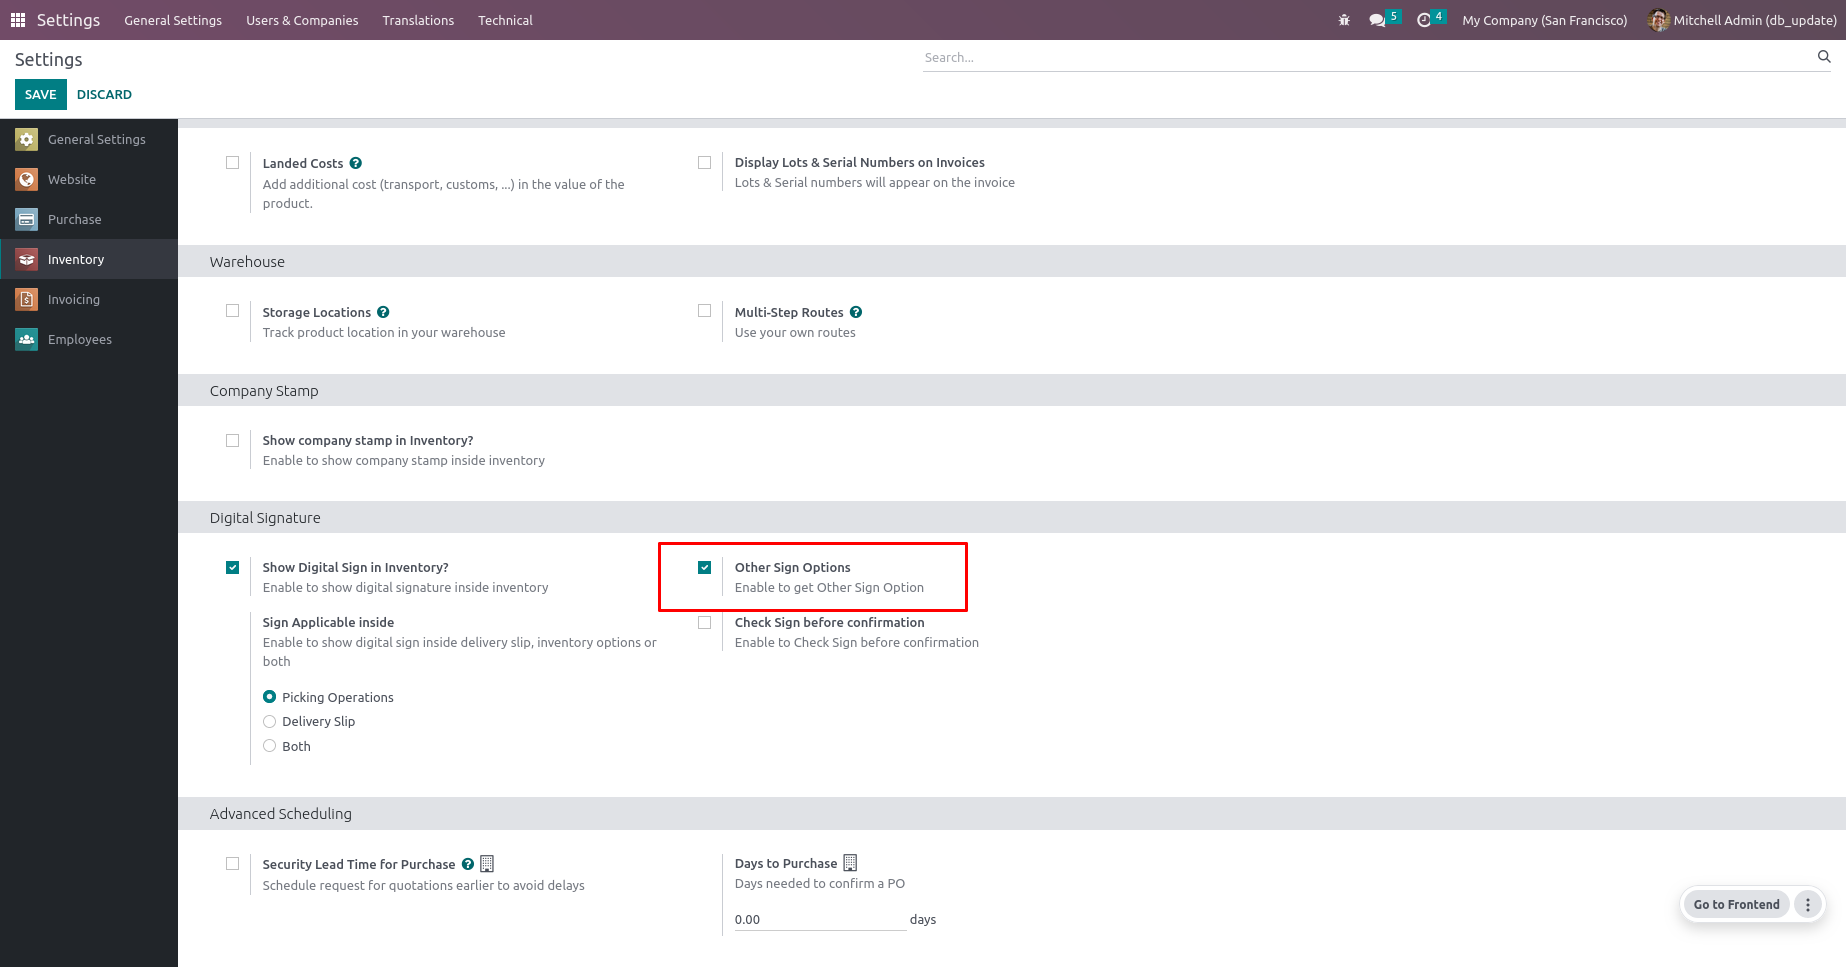 Settings General Settings Users & Companies Translations Technical 5 4 My Company (San Francisco) Mitchell Admin (db_update)
Settings Search...
SAVE DISCARD
General Settings
Website
Purchase
Inventory
Invoicing
Employees
Landed Costs ?
Add additional cost (transport, customs, ...) in the value of the
product.
Display Lots & Serial Numbers on Invoices
Lots & Serial numbers will appear on the invoice
Warehouse
Storage Locations ?
Track product location in your warehouse
Multi-Step Routes ?
Use your own routes
Company Stamp
Show company stamp in Inventory?
Enable to show company stamp inside inventory
Digital Signature
Show Digital Sign in Inventory?
Enable to show digital signature inside inventory
Other Sign Options
Enable to get Other Sign Option
Sign Applicable inside
Enable to show digital sign inside delivery slip, inventory options or
both
Picking Operations
Delivery Slip
Both
Check Sign before confirmation
Enable to Check Sign before confirmation
Advanced Scheduling
Security Lead Time for Purchase ?
Schedule request for quotations earlier to avoid delays
Days to Purchase
Days needed to confirm a PO
0.00 days
Go to Frontend